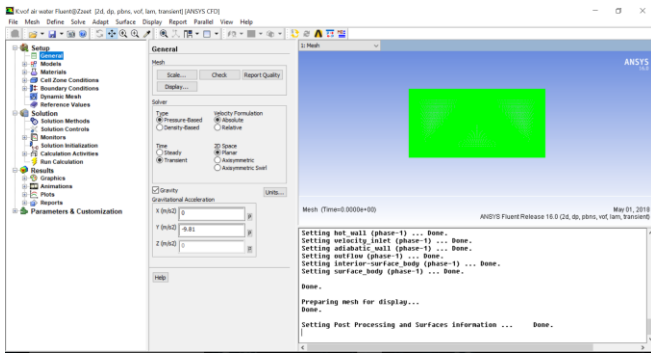 K:vof air water Fluent@Zzaat [2d, dp, pbns, vof, lam, transient] [ANSYS CFD]
File Mesh Define Solve Adapt Surface Display Report Parallel View Help
Setup
General
Models
Materials
Cell Zone Conditions
Boundary Conditions
Dynamic Mesh
Reference Values
Solution
Solution Methods
Solution Controls
Monitors
Solution Initialization
Calculation Activities
Run Calculation
Results
Graphics
Animations
Plots
Reports
Parameters & Customization
General
Mesh
Scale... Check Report Quality
Display...
Solver
Type Velocity Formulation
Pressure-Based Absolute
Density-Based Relative
Time 2D Space
Steady Planar
Transient Axisymmetric
Axisymmetric Swirl
Gravity Units...
Gravitational Acceleration
X (m/s2) 0
Y (m/s2) -9.81
Z (m/s2) 0
Help
1: Mesh
ANSYS
16.0
Mesh (Time=0.0000e+00) May 01, 2018
ANSYS Fluent Release 16.0 (2d, dp, pbns, vof, lam, transient)
Setting hot_wall (phase-1) ... Done.
Setting velocity_inlet (phase-1) ... Done.
Setting adiabatic_wall (phase-1) ... Done.
Setting outflow (phase-1) ... Done.
Setting interior-surface_body (phase-1) ... Done.
Setting surface_body (phase-1) ... Done.
Done.
Preparing mesh for display...
Done.
Setting Post Processing and Surfaces information ... Done.